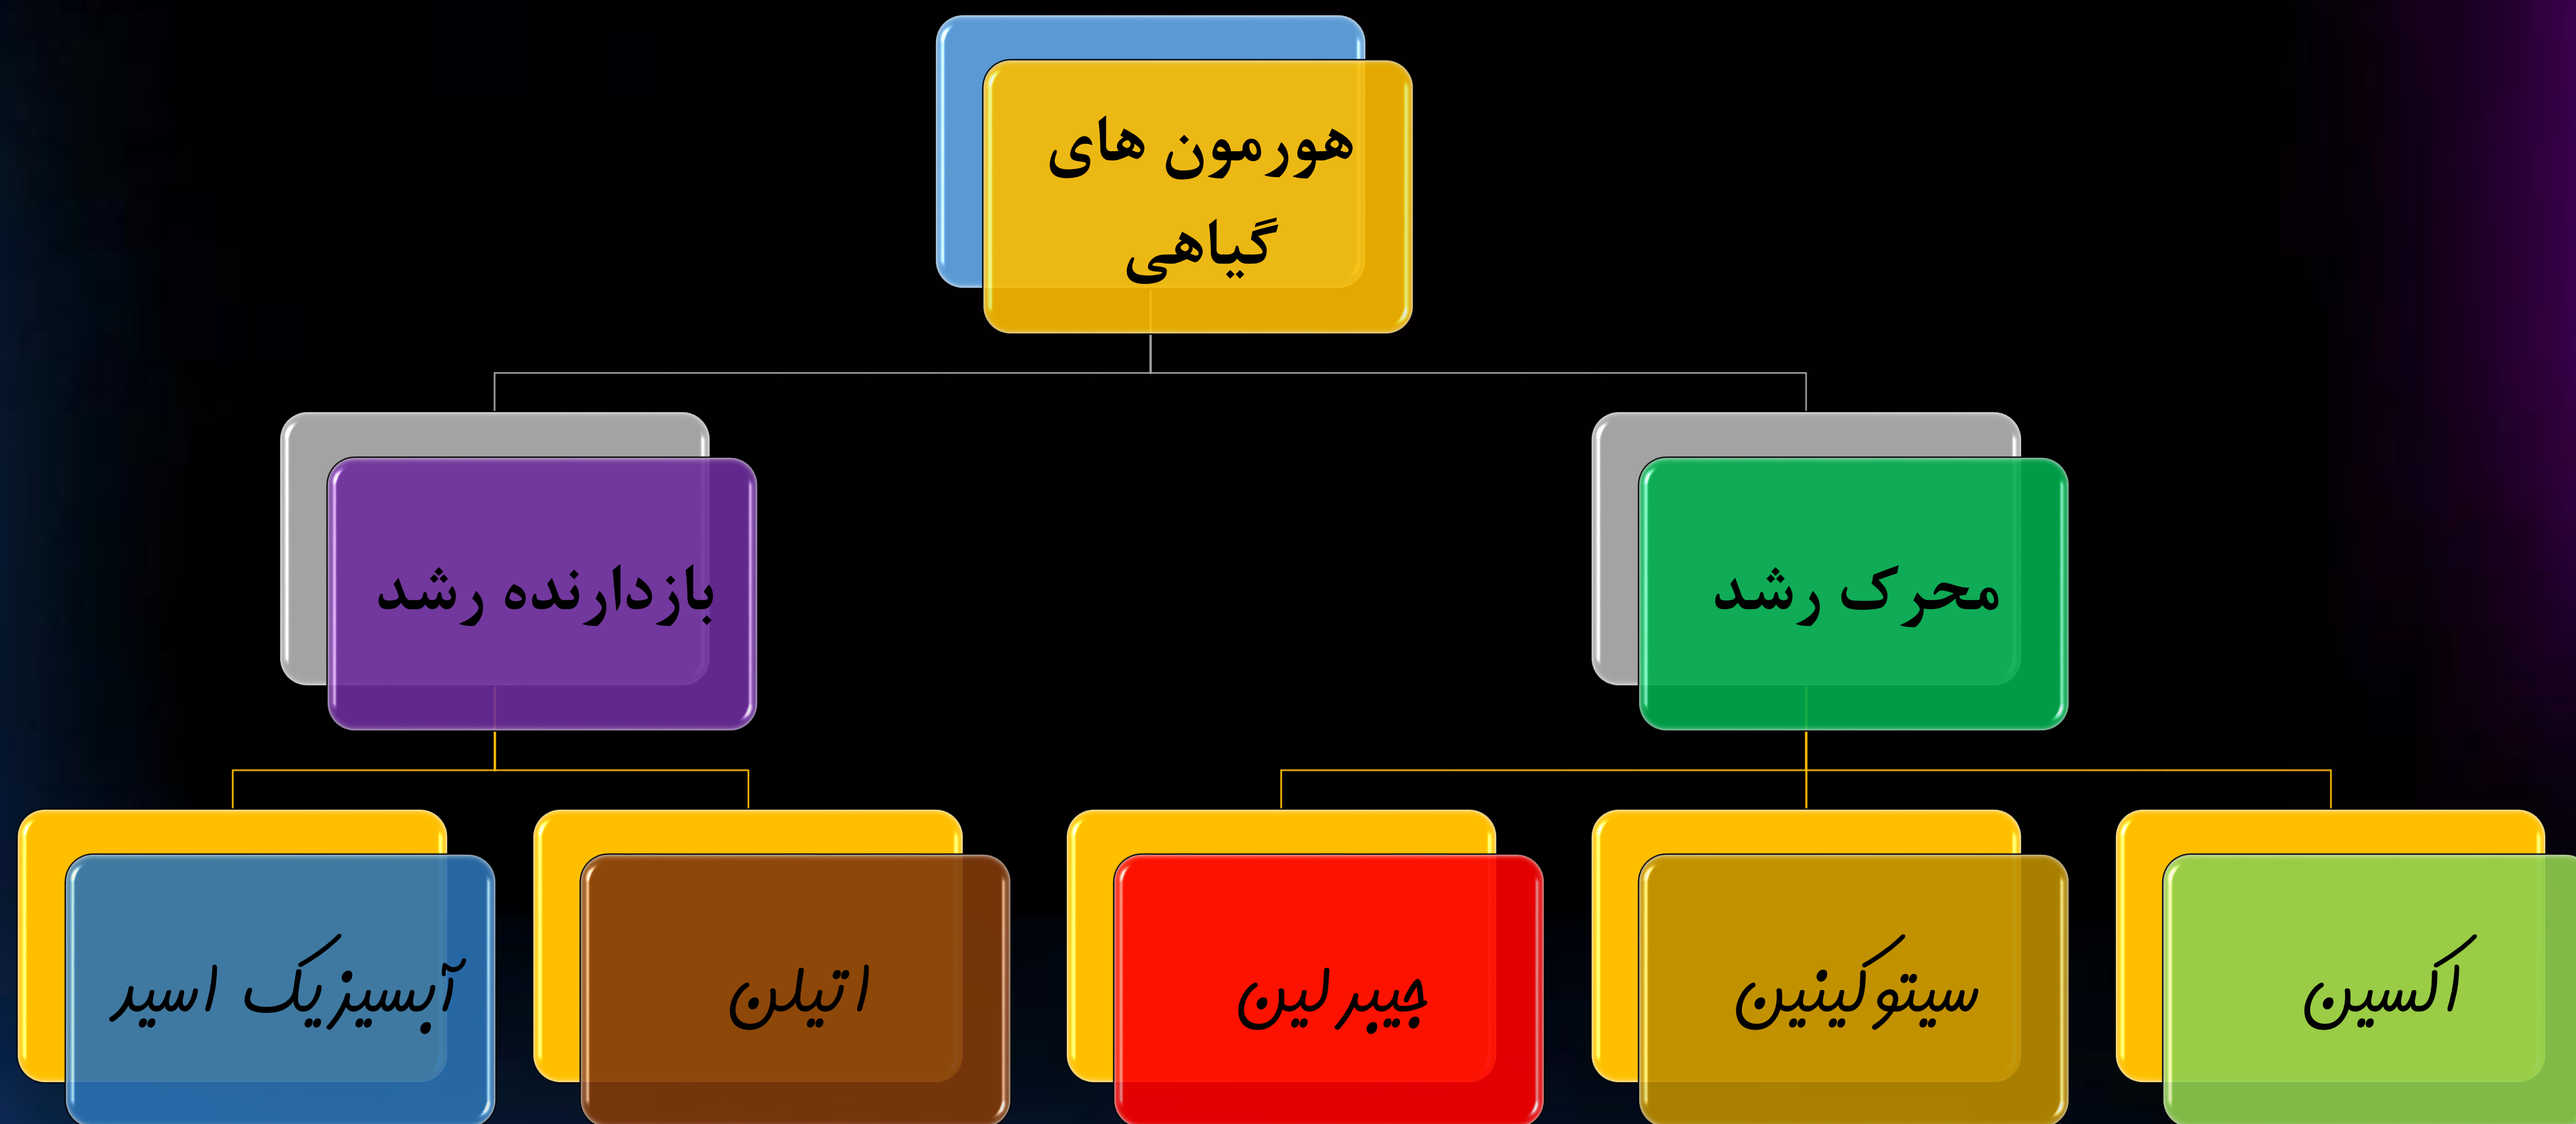 هورمون های
گیاهی
محرک رشد
بازدارنده رشد
اکسین
سیتوکینین
جیبرلین
اتیلن
آبسیزیک اسید